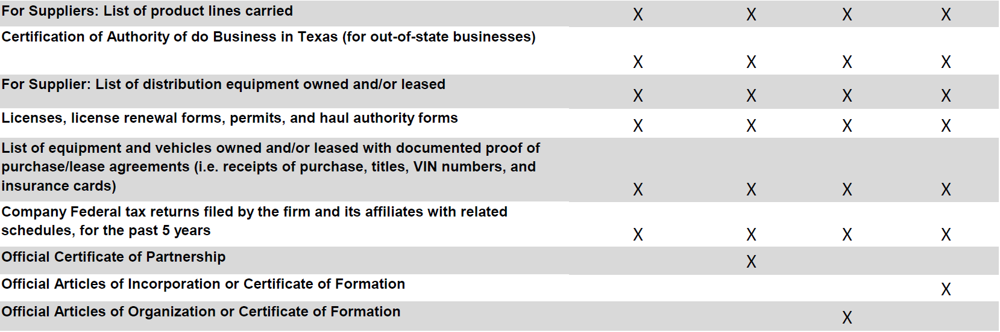 For Suppliers: List of product lines carried X X X X
Certification of Authority of do Business in Texas (for out-of-state businesses)
X X X X
For Supplier: List of distribution equipment owned and/or leased X X X X
Licenses, license renewal forms, permits, and haul authority forms X X X X
List of equipment and vehicles owned and/or leased with documented proof of
purchase/lease agreements (i.e. receipts of purchase, titles, VIN numbers, and
insurance cards) X X X X
Company Federal tax returns filed by the firm and its affiliates with related
schedules, for the past 5 years X X X X
Official Certificate of Partnership X
Official Articles of Incorporation or Certificate of Formation X
Official Articles of Organization or Certificate of Formation X